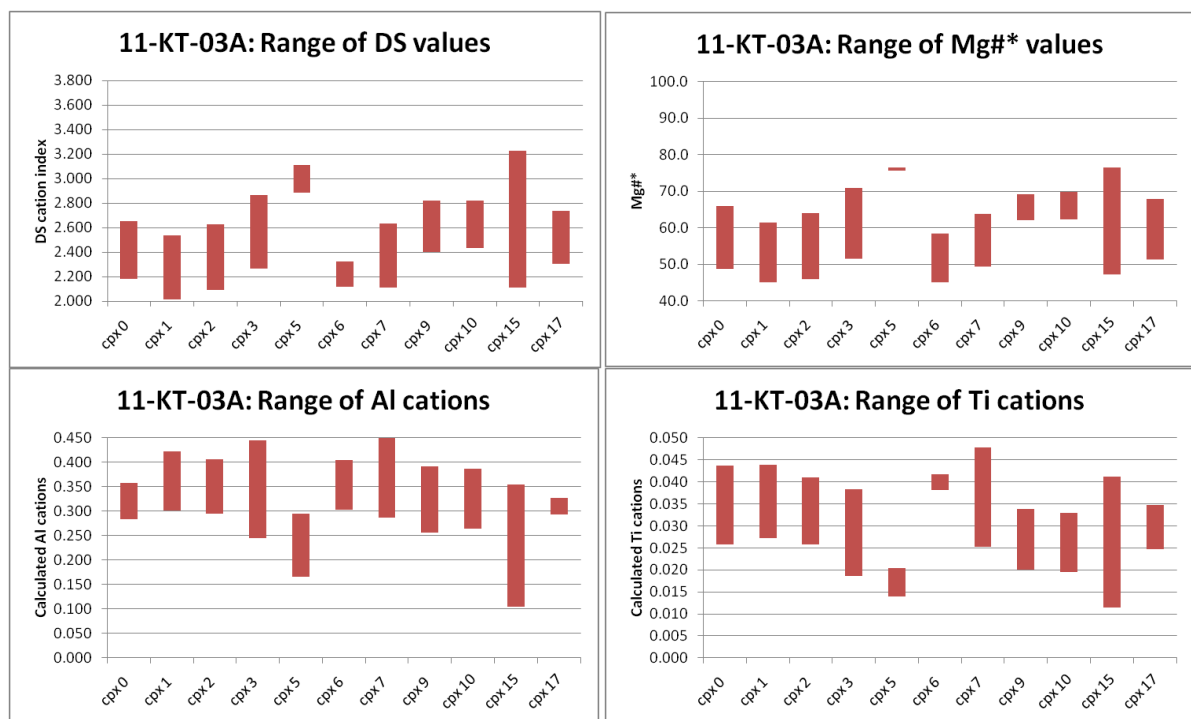 11-KT-03A: Range of DS values
DS cation index
3.800
3.600
3.400
3.200
3.000
2.800
2.600
2.400
2.200
2.000
cpx 0
cpx 1
cpx 2
cpx 3
cpx 5
cpx 6
cpx 7
cpx 9
cpx 10
cpx 15
cpx 17
11-KT-03A: Range of Mg#* values
Mg#*
100.0
90.0
80.0
70.0
60.0
50.0
40.0
cpx 0
cpx 1
cpx 2
cpx 3
cpx 5
cpx 6
cpx 7
cpx 9
cpx 10
cpx 15
cpx 17
11-KT-03A: Range of Al cations
Calculated Al cations
0.450
0.400
0.350
0.300
0.250
0.200
0.150
0.100
0.050
0.000
cpx 0
cpx 1
cpx 2
cpx 3
cpx 5
cpx 6
cpx 7
cpx 9
cpx 10
cpx 15
cpx 17
11-KT-03A: Range of Ti cations
Calculated Ti cations
0.050
0.045
0.040
0.035
0.030
0.025
0.020
0.015
0.010
0.005
0.000
cpx 0
cpx 1
cpx 2
cpx 3
cpx 5
cpx 6
cpx 7
cpx 9
cpx 10
cpx 15
cpx 17